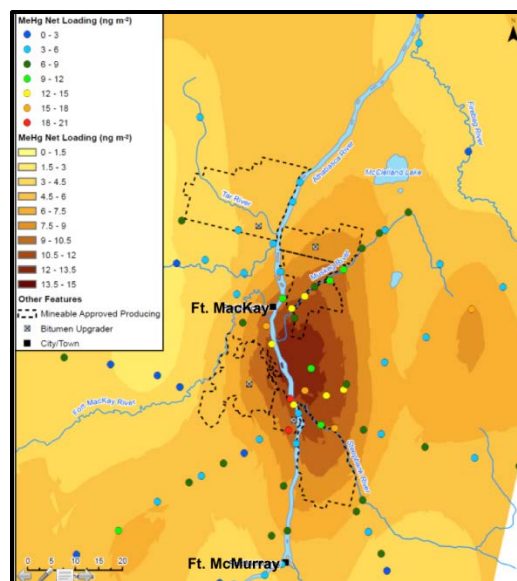 MeHg Net Loading (ng m-2)
0 - 3
3 - 6
6 - 9
9 - 12
12 - 15
15 - 18
18 - 21
MeHg Net Loading (ng m-2)
0 - 1.5
1.5 - 3
3 - 4.5
4.5 - 6
6 - 7.5
7.5 - 9
9 - 10.5
10.5 - 12
12 - 13.5
13.5 - 15
Other Features
Mineable Approved Producing
Bitumen Upgrader
City/Town
N
Firebag River
Athabasca River
McClelland Lake
Tar River
Muskeg River
Ft. MacKay
Fort MacKay River
Steepbank River
Ft. McMurray
0 5 10 20